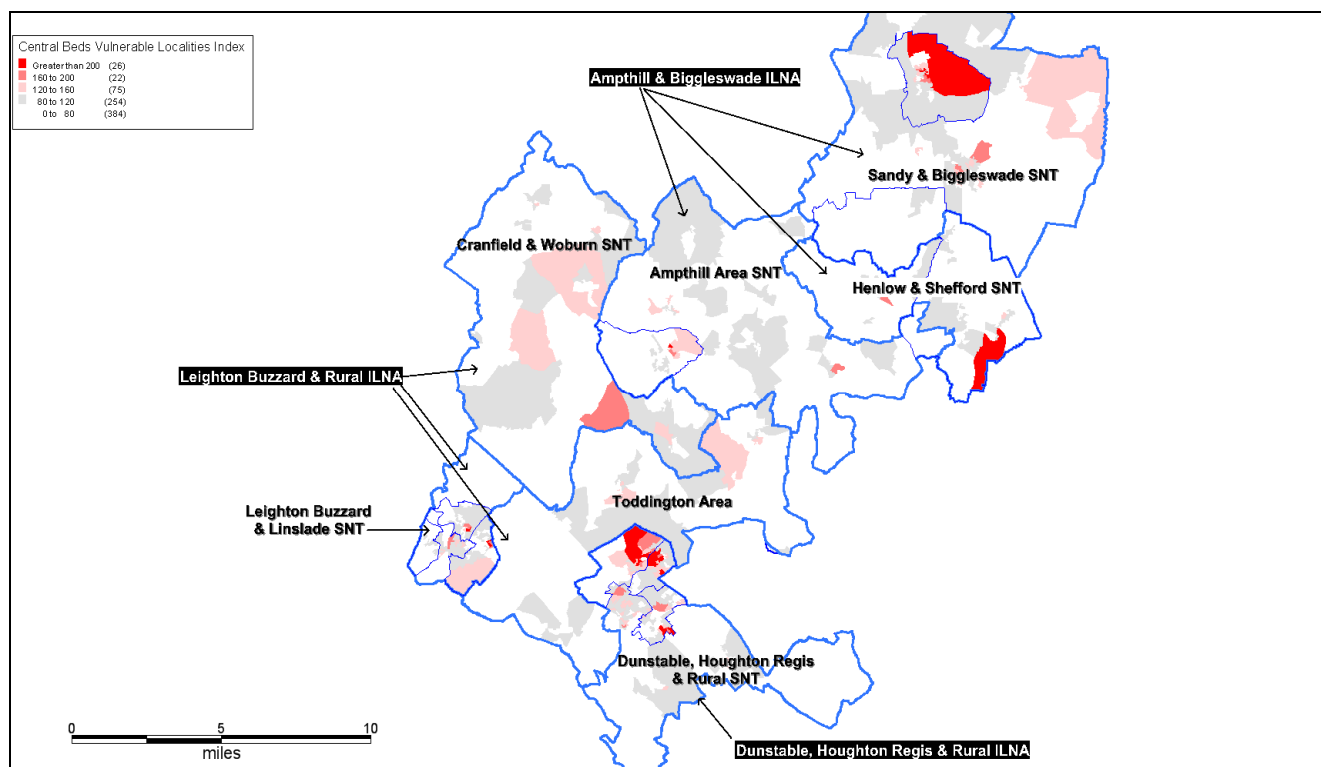 Central Beds Vulnerable Localities Index
Greater than 200 (26)
160 to 200 (22)
120 to 160 (75)
80 to 120 (254)
0 to 80 (384)
Ampthill & Biggleswade ILNA
Sandy & Biggleswade SNT
Cranfield & Woburn SNT
Ampthill Area SNT
Henlow & Shefford SNT
Leighton Buzzard & Rural ILNA
Toddington Area
Leighton Buzzard
& Linslade SNT
Dunstable, Houghton Regis
& Rural SNT
0 5 10
miles
Dunstable, Houghton Regis & Rural ILNA